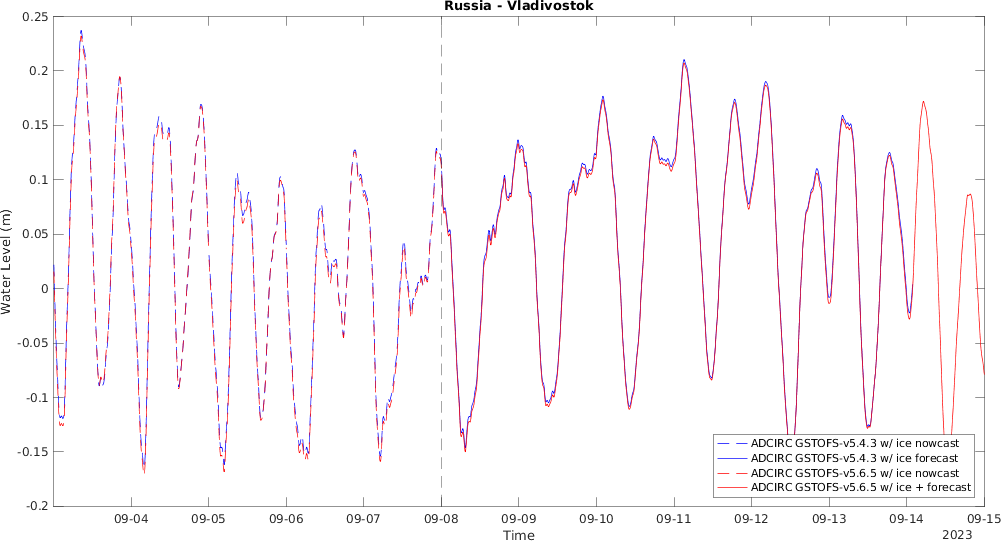 Russia - Vladivostok
0.25
0.2
0.15
0.1
0.05
0
-0.05
-0.1
-0.15
-0.2
Water Level (m)
ADCIRC GSTOFS-v5.4.3 w/ ice nowcast
ADCIRC GSTOFS-v5.4.3 w/ ice forecast
ADCIRC GSTOFS-v5.6.5 w/ ice nowcast
ADCIRC GSTOFS-v5.6.5 w/ ice + forecast
09-04 09-05 09-06 09-07 09-08 09-09 09-10 09-11 09-12 09-13 09-14 09-15
Time
2023